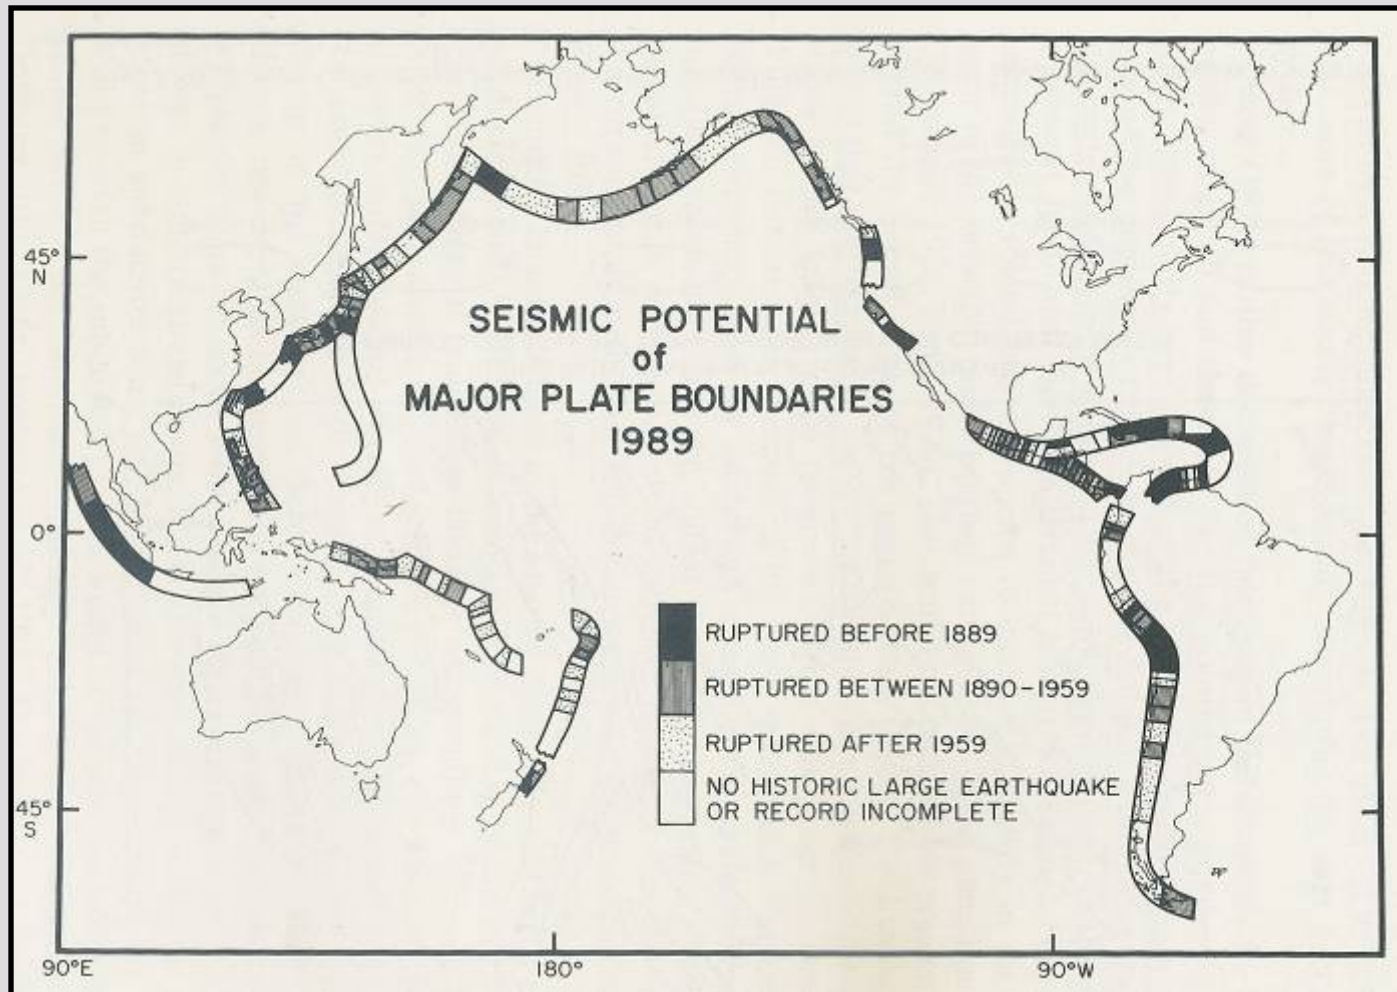 SEISMIC POTENTIAL
of
MAJOR PLATE BOUNDARIES
1989
45°
N
0°
45°
S
RUPTURED BEFORE 1889
RUPTURED BETWEEN 1890-1959
RUPTURED AFTER 1959
NO HISTORIC LARGE EARTHQUAKE
OR RECORD INCOMPLETE
90°E
180°
90°W